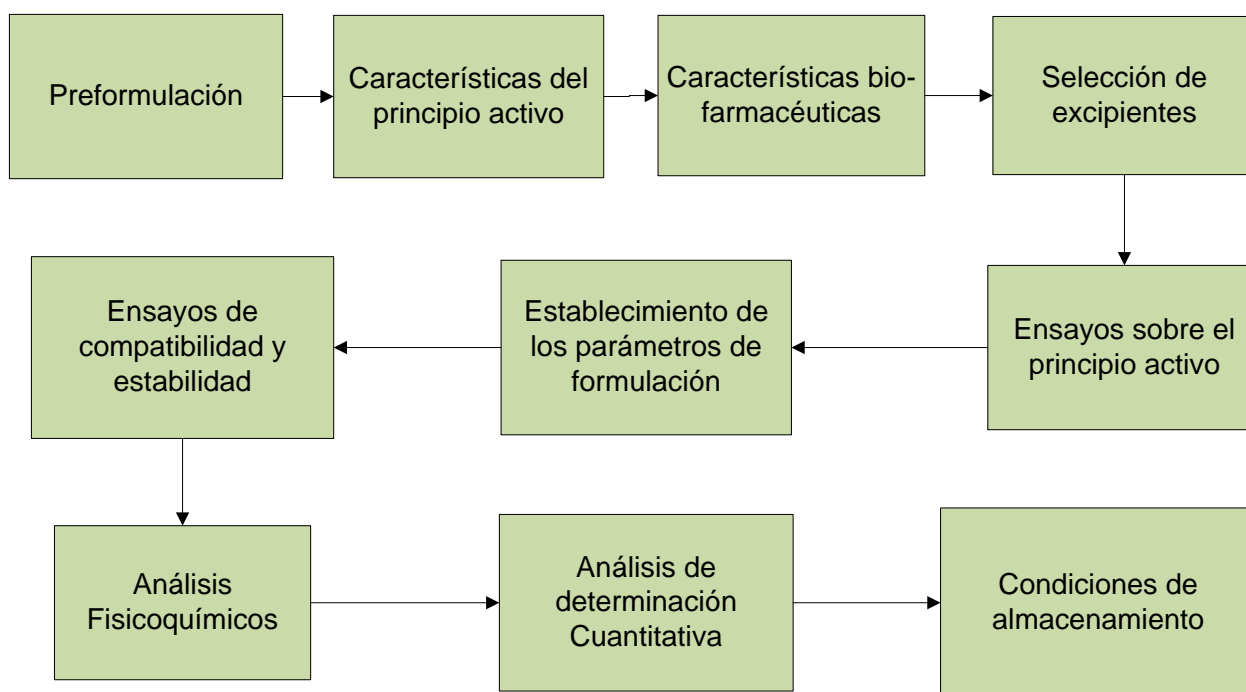 Preformulación
Características del
principio activo
Características bio-
farmacéuticas
Selección de
excipientes
Ensayos sobre el
principio activo
Establecimiento de
los parámetros de
formulación
Ensayos de
compatibilidad y
estabilidad
Análisis
Fisicoquímicos
Análisis de
determinación
Cuantitativa
Condiciones de
almacenamiento